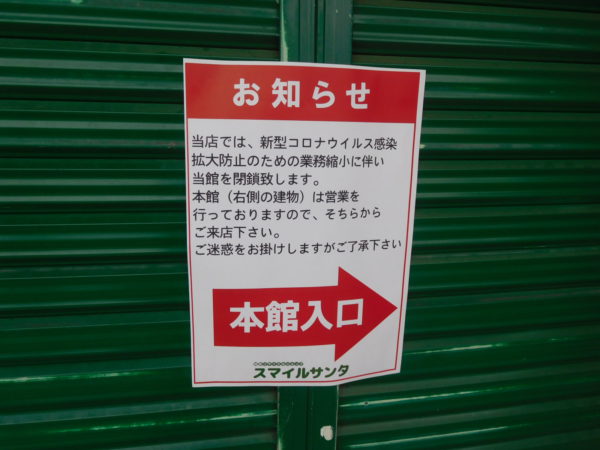 お知らせ
当店では、新型コロナウイルス感染
拡大防止のための業務縮小に伴い
当館を閉鎖致します。
本館（右側の建物）は営業を
行っておりますので、そちらから
ご来店下さい。
ご迷惑をお掛けしますがご了承下さい
本館入口
スマイルサンタ